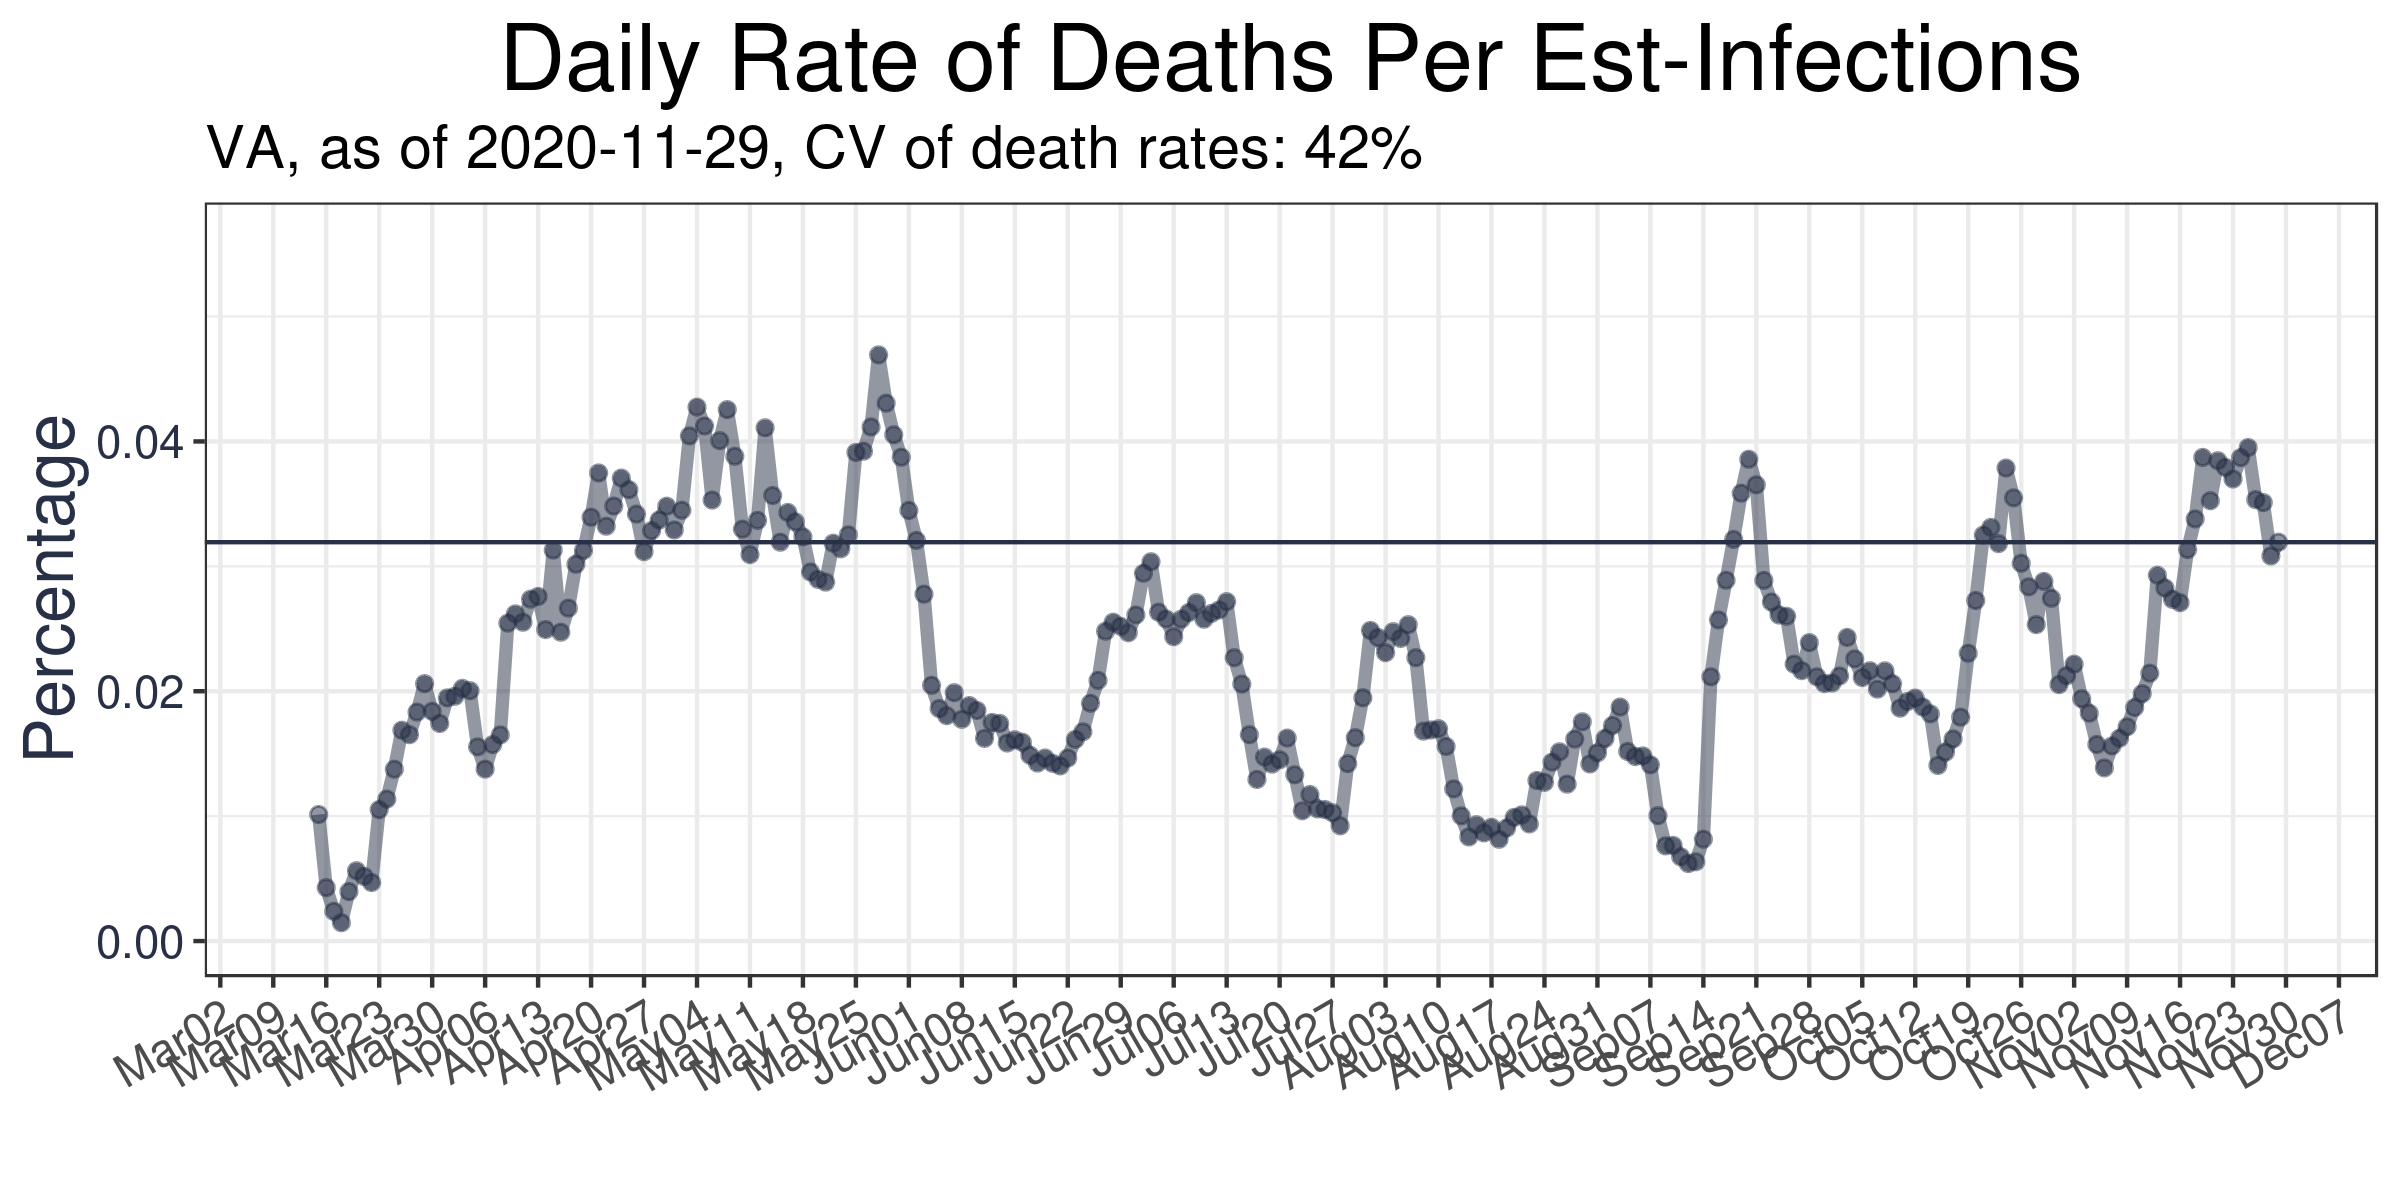 Daily Rate of Deaths Per Est-Infections
VA, as of 2020-11-29, CV of death rates: 42%
Percentage
0.04
0.02
0.00
Mar02
Mar09
Mar16
Mar23
Mar30
Apr06
Apr13
Apr20
Apr27
May04
May11
May18
May25
Jun01
Jun08
Jun15
Jun22
Jun29
Jul06
Jul13
Jul20
Jul27
Aug03
Aug10
Aug17
Aug24
Aug31
Sep07
Sep14
Sep21
Sep28
Oct05
Oct12
Oct19
Oct26
Nov02
Nov09
Nov16
Nov23
Nov30
Dec07